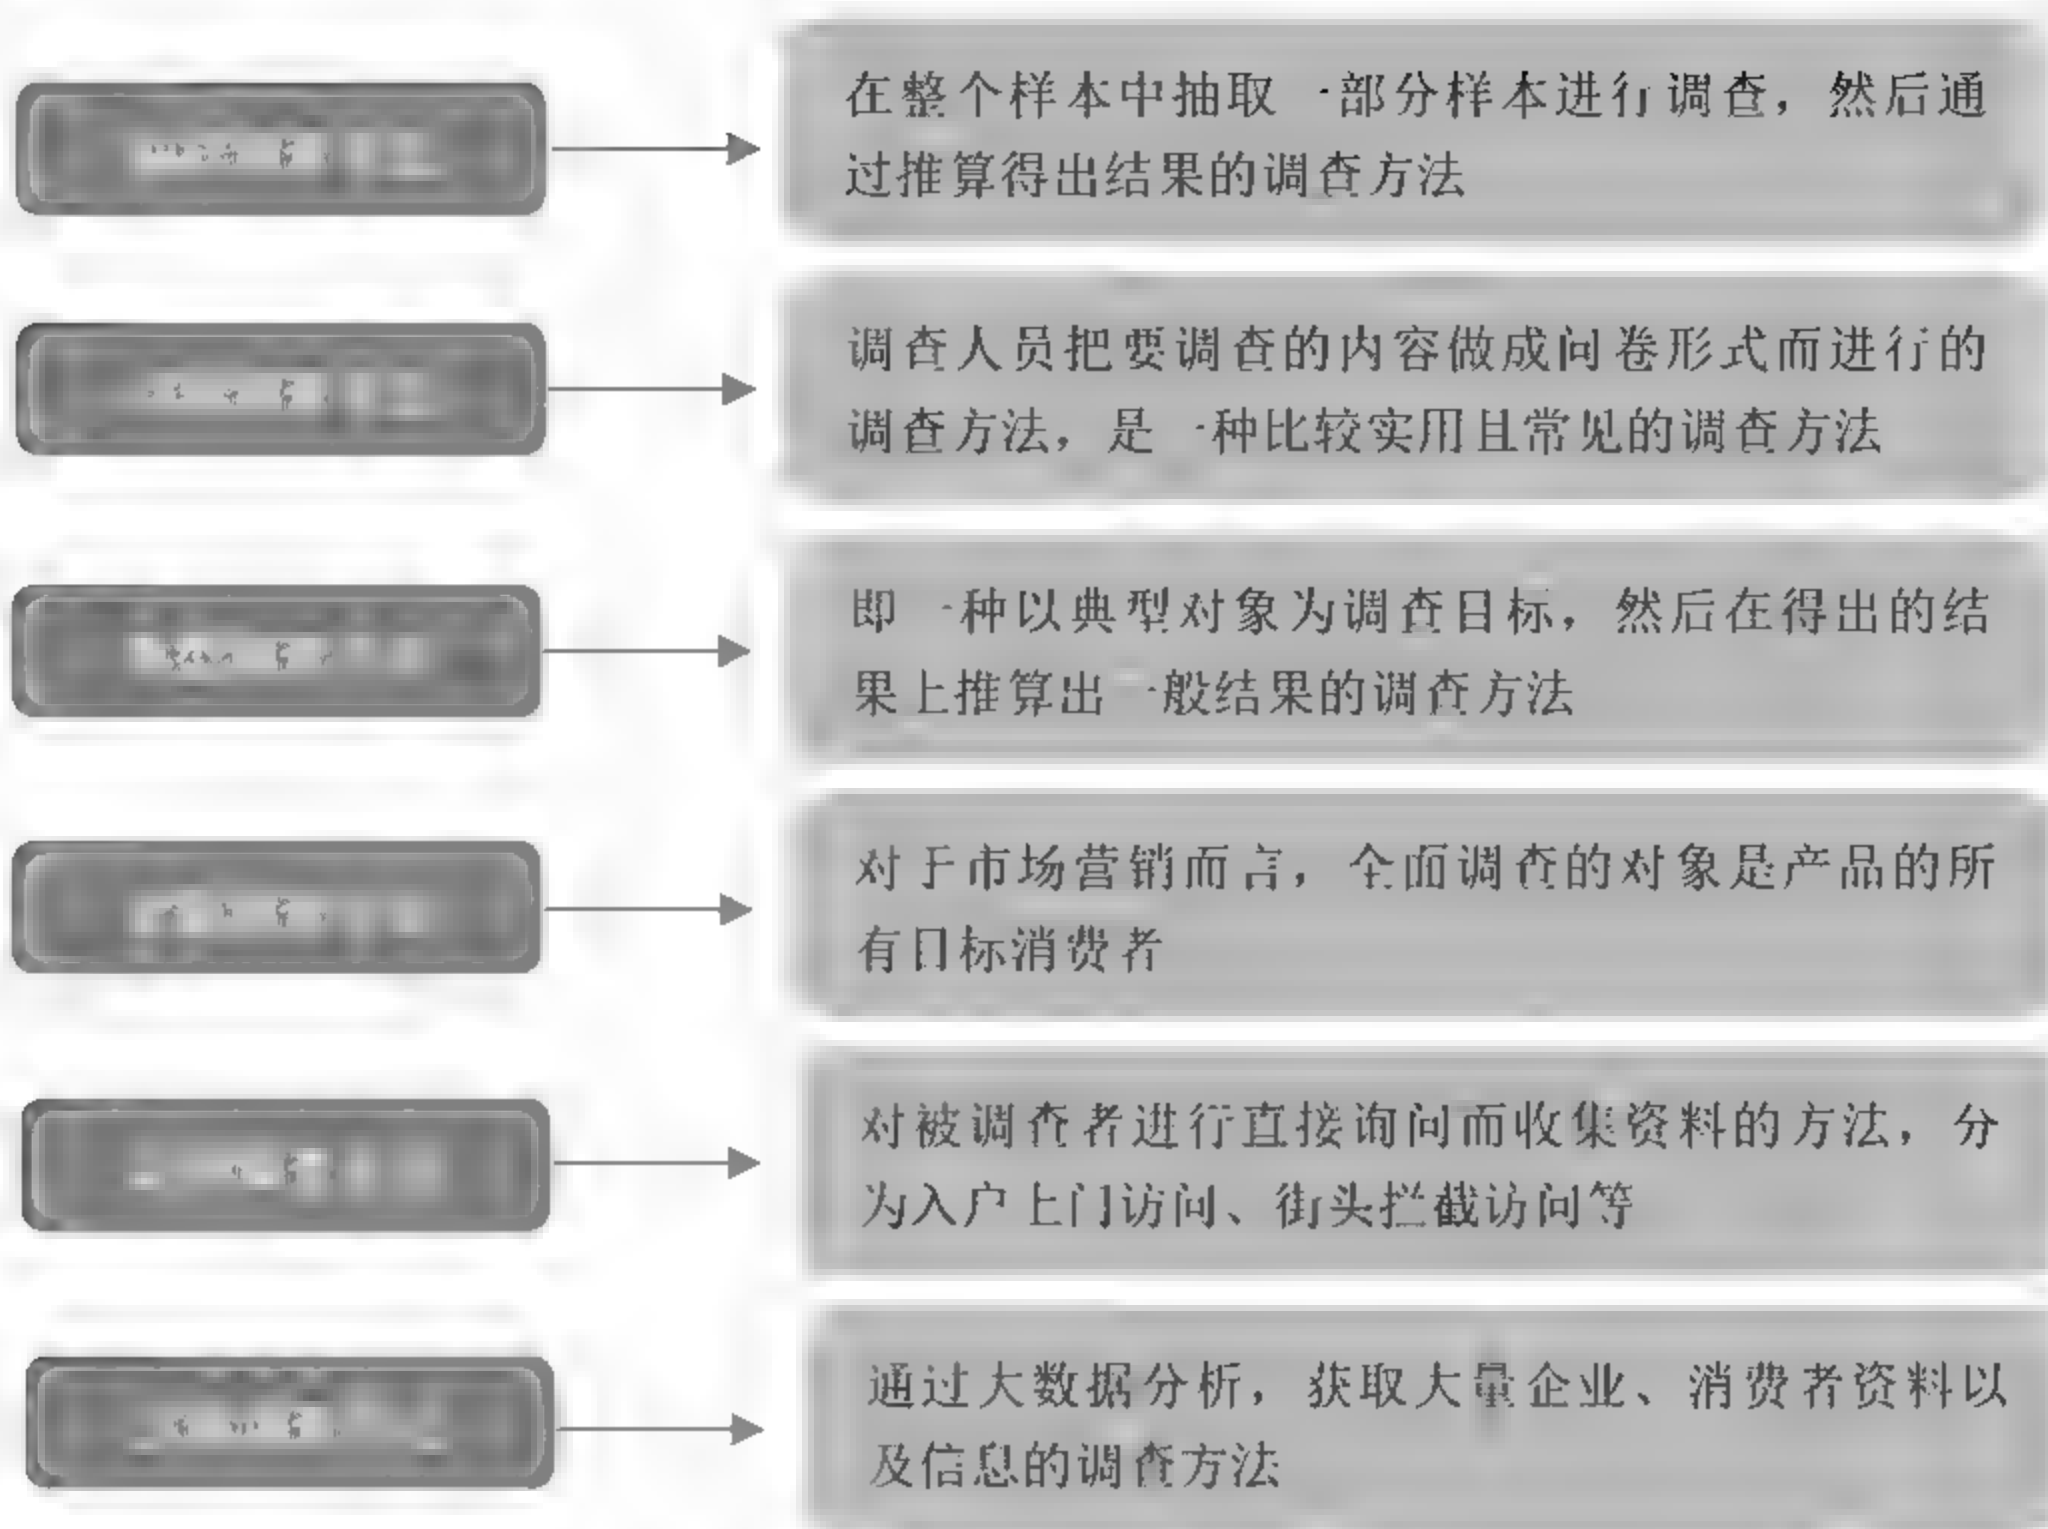 在整个样本中抽取一部分样本进行调查，然后通
过推算得出结果的调查方法
调查人员把要调查的内容做成问卷形式而进行的
调查方法，是一种比较实用且常见的调查方法
即一种以典型对象为调查目标，然后在得出的结
果上推算出一般结果的调查方法
对于市场营销而言，全面调查的对象是产品的所
有目标消费者
对被调查者进行直接询问而收集资料的方法，分
为入户上门访问、街头拦截访问等
通过大数据分析，获取大量企业、消费者资料以
及信息的调查方法